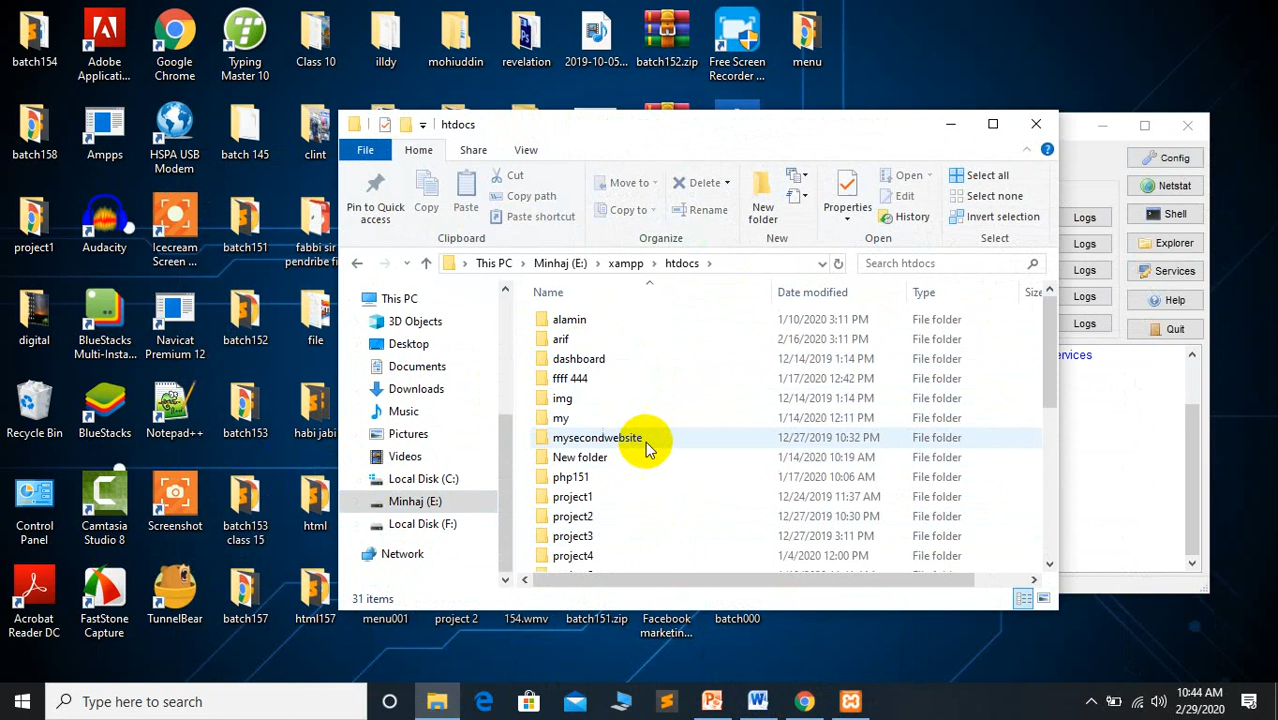 batch154
Adobe Applicati...
Google Chrome
Typing Master 10
Class 10
illdy
mohiuddin
revelation
2019-10-05...
batch152.zip
Free Screen Recorder ...
menu
batch158
Ampps
HSPA USB Modem
batch 145
clint
project1
Audacity
Icecream Screen ...
batch151
fabbi sir pendribe fi
digital
BlueStacks Multi-Insta...
Navicat Premium 12
batch152
file
Recycle Bin
BlueStacks
Notepad++
batch153
habi jabi
Control Panel
Camtasia Studio 8
Screenshot
batch153 class 15
html
Acrobat Reader DC
FastStone Capture
TunnelBear
batch157
html157
menu001
project 2
154.wmv
batch151.zip
Facebook marketin...
batch000
htdocs
File
Home
Share
View
Pin to Quick access
Copy
Paste
Cut
Copy path
Paste shortcut
Clipboard
Move to
Copy to
Delete
Rename
Organize
New folder
New
Properties
Open
Edit
History
Open
Select all
Select none
Invert selection
Select
This PC > Minhaj (E:) > xampp > htdocs >
Search htdocs
This PC
3D Objects
Desktop
Documents
Downloads
Music
Pictures
Videos
Local Disk (C:)
Minhaj (E:)
Local Disk (F:)
Network
Name Date modified Type Size
alamin 1/10/2020 3:11 PM File folder
arif 2/16/2020 3:11 PM File folder
dashboard 12/14/2019 1:14 PM File folder
ffff 444 1/17/2020 12:42 PM File folder
img 12/14/2019 1:14 PM File folder
my 1/14/2020 12:11 PM File folder
mysecondwebsite 12/27/2019 10:32 PM File folder
New folder 1/14/2020 10:19 AM File folder
php151 1/17/2020 10:06 AM File folder
project1 12/24/2019 11:37 AM File folder
project2 12/27/2019 10:30 PM File folder
project3 12/27/2019 3:11 PM File folder
project4 1/4/2020 12:00 PM File folder
31 items
Config
Netstat
Logs
Shell
Logs
Explorer
Logs
Services
Logs
Help
Logs
Quit
ervices
Type here to search
10:44 AM
2/29/2020